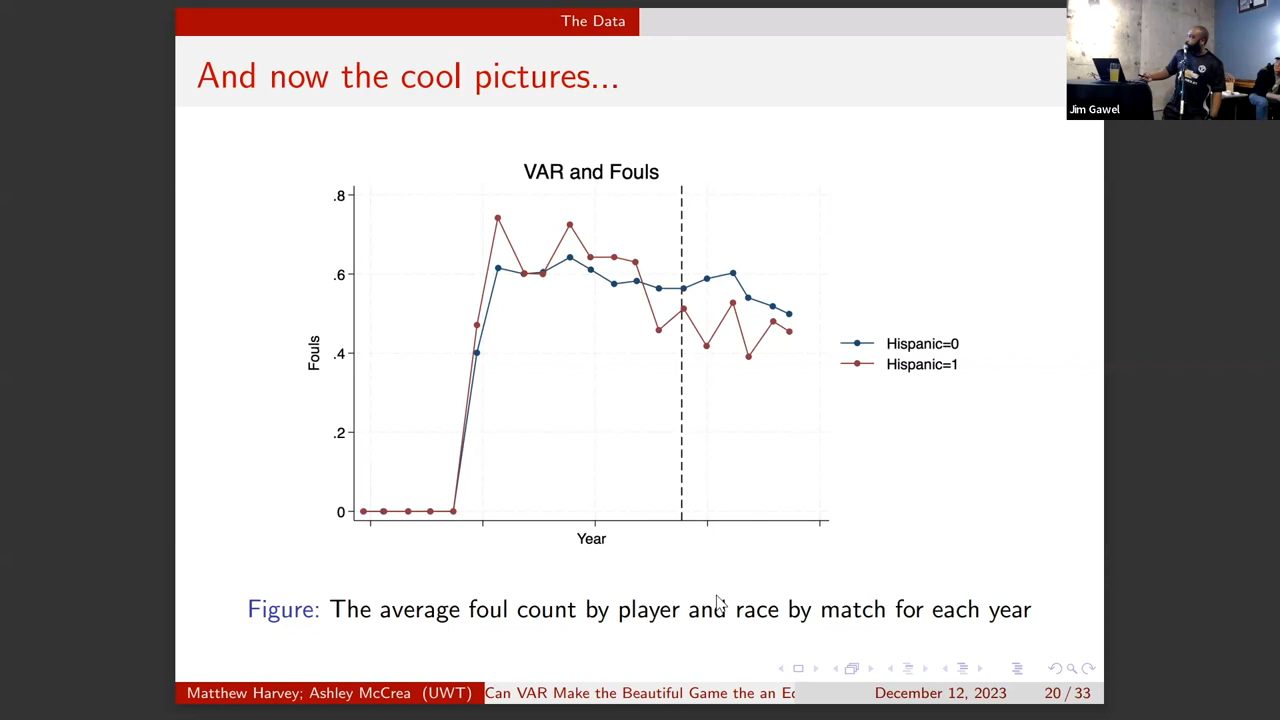 The Data
And now the cool pictures...
Jim Gawel
VAR and Fouls
.8
.6
.4
.2
0
Fouls
Year
Hispanic=0
Hispanic=1
Figure: The average foul count by player and race by match for each year
Matthew Harvey; Ashley McCrea (UWT) Can VAR Make the Beautiful Game the an Ec December 12, 2023 20 / 33